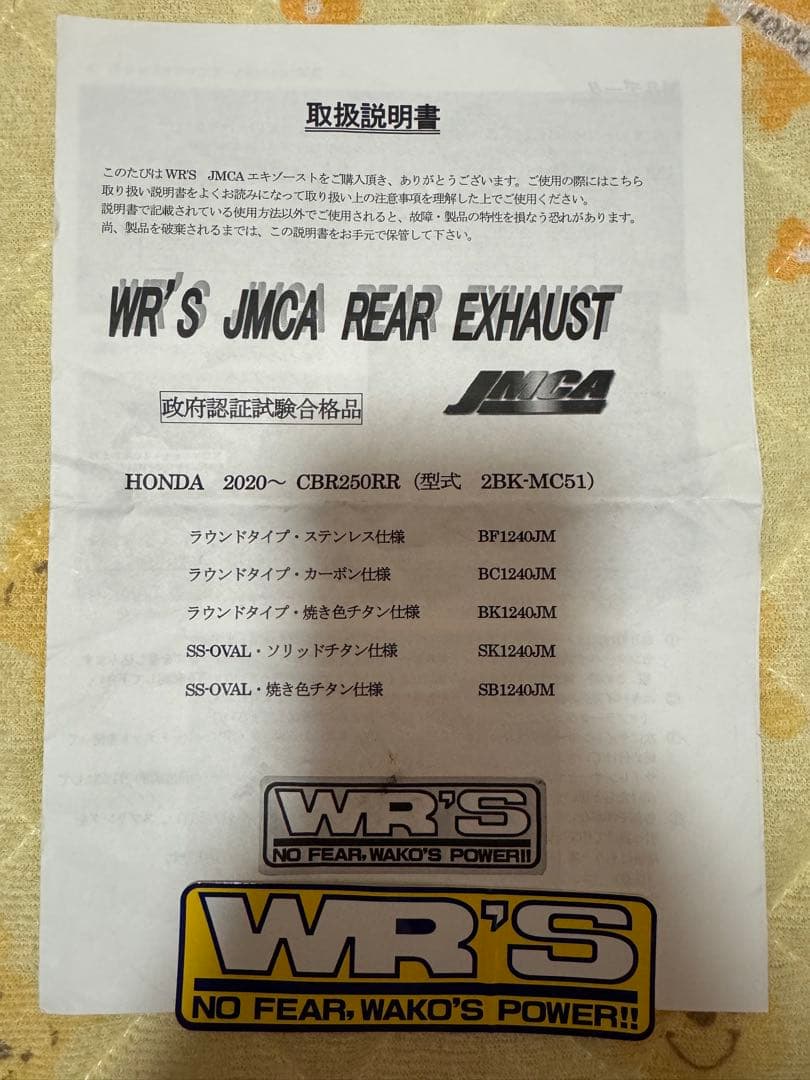 取扱説明書
このたびは WR'S JMCA エキゾーストをご購入頂き、ありがとうございます。ご使用の際にはこちら
取り扱い説明書をよくお読みになって取り扱い上の注意事項を理解した上でご使用ください。
説明書で記載されている使用方法以外でご使用されると、故障・製品の特性を損なう恐れがあります。
尚、製品を破棄されるまでは、この説明書をお手元で保管して下さい。
WR'S JMCA REAR EXHAUST
JMCA
政府認証試験合格品
HONDA 2020～ CBR250RR（型式 2BK-MC51）
ラウンドタイプ・ステンレス仕様 BF1240JM
ラウンドタイプ・カーボン仕様 BC1240JM
ラウンドタイプ・焼き色チタン仕様 BK1240JM
SS-OVAL・ソリッドチタン仕様 SK1240JM
SS-OVAL・焼き色チタン仕様 SB1240JM
WR'S
NO FEAR, WAKO'S POWER!!
WR'S
NO FEAR, WAKO'S POWER!!